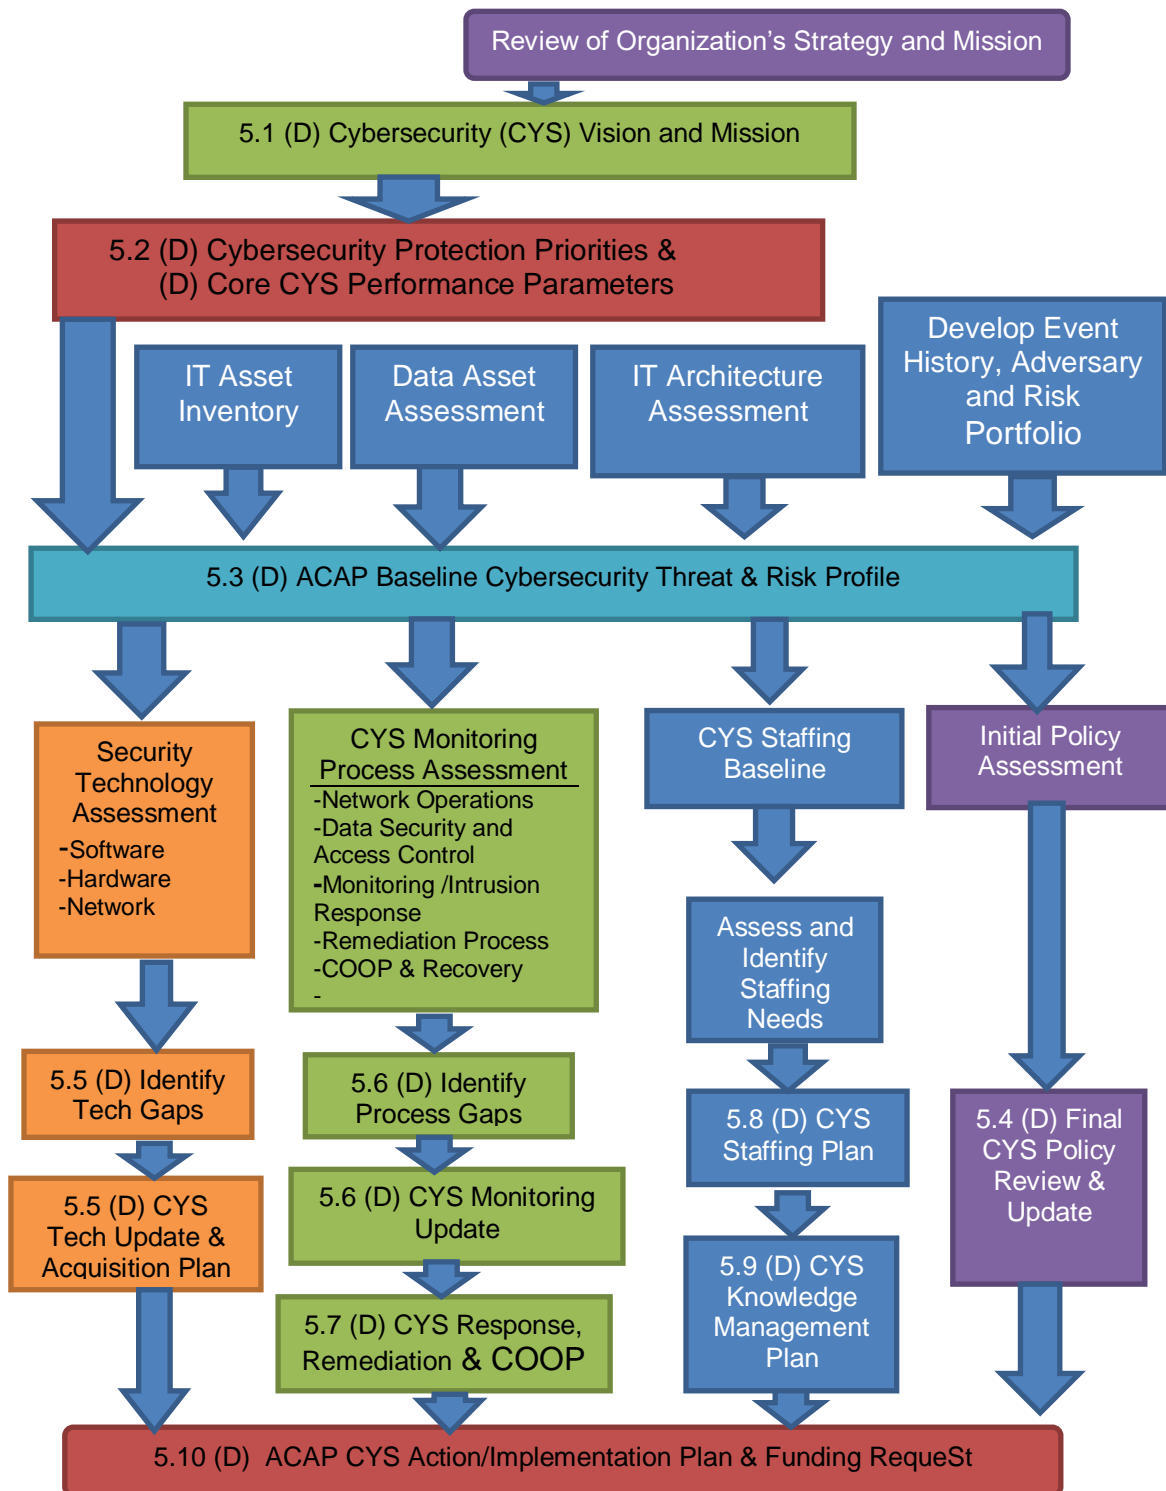 Review of Organization's Strategy and Mission
5.1 (D) Cybersecurity (CYS) Vision and Mission
5.2 (D) Cybersecurity Protection Priorities &
(D) Core CYS Performance Parameters
IT Asset
Inventory
Data Asset
Assessment
IT Architecture
Assessment
Develop Event
History, Adversary
and Risk
Portfolio
5.3 (D) ACAP Baseline Cybersecurity Threat & Risk Profile
Security
Technology
Assessment
-Software
-Hardware
-Network
CYS Monitoring
Process Assessment
-Network Operations
-Data Security and
Access Control
-Monitoring /Intrusion
Response
-Remediation Process
-COOP & Recovery
-
CYS Staffing
Baseline
Initial Policy
Assessment
Assess and
Identify
Staffing
Needs
5.5 (D) Identify
Tech Gaps
5.6 (D) Identify
Process Gaps
5.8 (D) CYS
Staffing Plan
5.4 (D) Final
CYS Policy
Review &
Update
5.5 (D) CYS
Tech Update &
Acquisition Plan
5.6 (D) CYS Monitoring
Update
5.9 (D) CYS
Knowledge
Management
Plan
5.7 (D) CYS Response,
Remediation & COOP
5.10 (D) ACAP CYS Action/Implementation Plan & Funding RequeSt